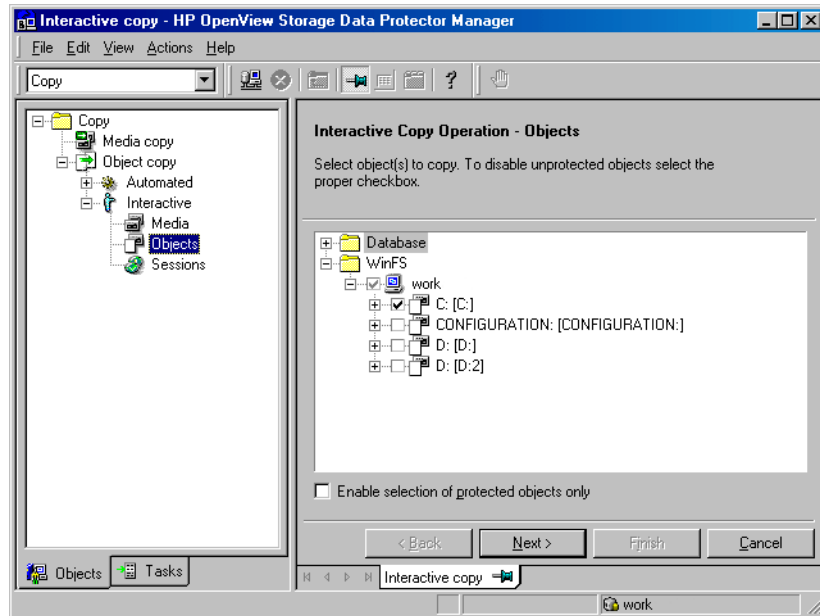 Interactive copy - HP OpenView Storage Data Protector Manager
File Edit View Actions Help
Copy
Copy
Media copy
Object copy
Automated
Interactive
Media
Objects
Sessions
Objects
Tasks
Interactive Copy Operation - Objects
Select object(s) to copy. To disable unprotected objects select the
proper checkbox.
Database
WinFS
work
C: [C:]
CONFIGURATION: [CONFIGURATION:]
D: [D:]
D: [D:2]
Enable selection of protected objects only
< Back
Next >
Finish
Cancel
Interactive copy
work